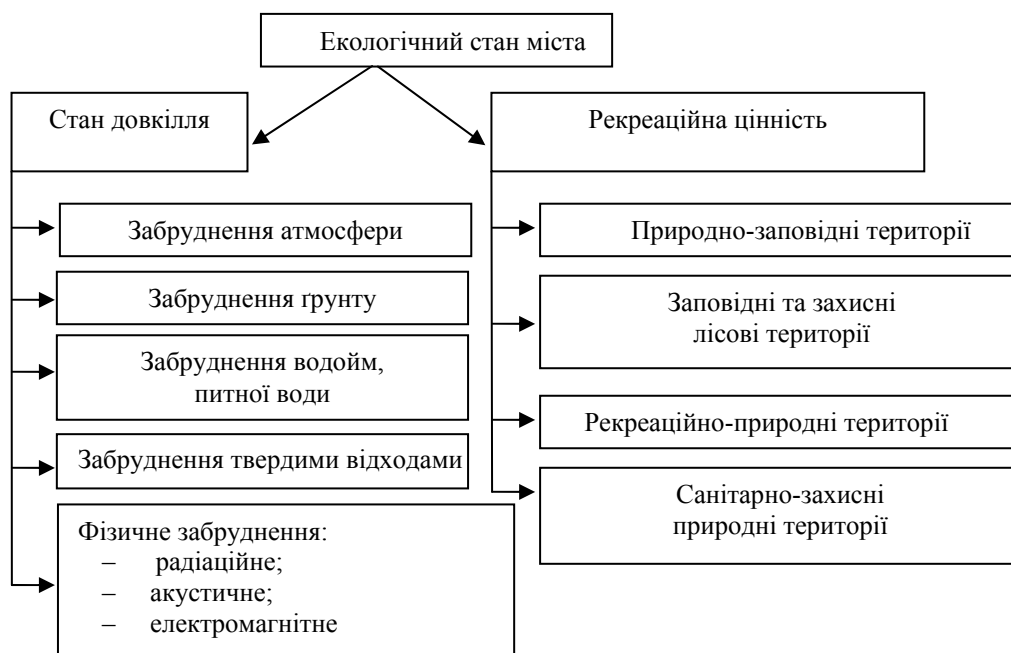 Екологічний стан міста
Стан довкілля
Рекреаційна цінність
Забруднення атмосфери
Забруднення ґрунту
Забруднення водойм,
питної води
Забруднення твердими відходами
Фізичне забруднення:
– радіаційне;
– акустичне;
– електромагнітне
Природно-заповідні території
Заповідні та захисні
лісові території
Рекреаційно-природні території
Санітарно-захисні
природні території